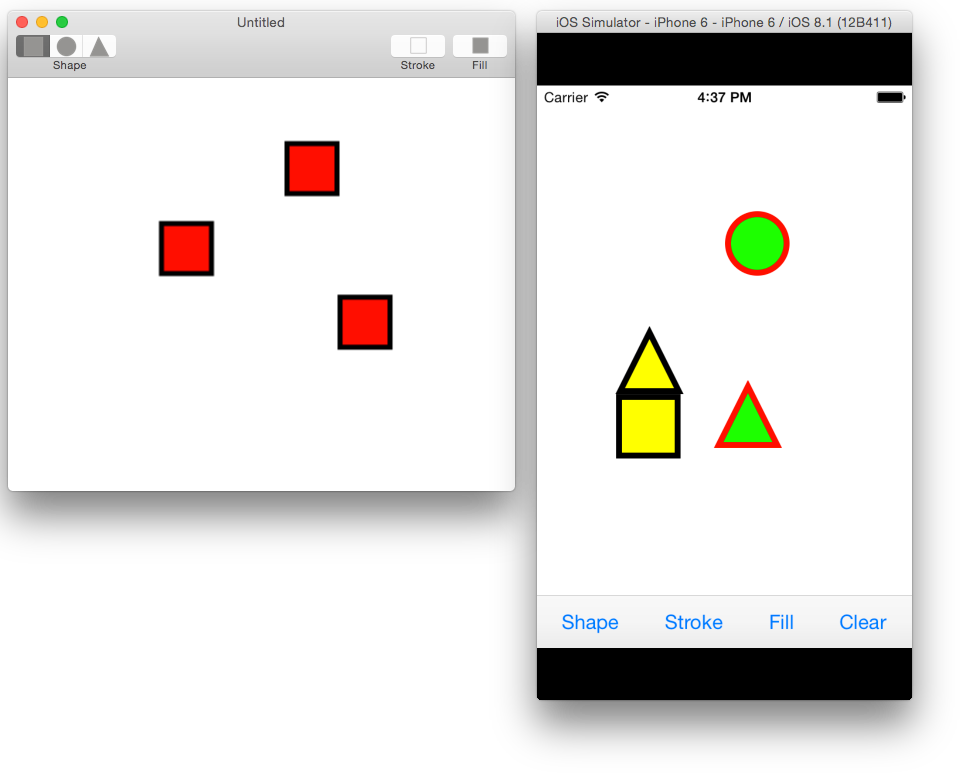 Untitled
Shape
Stroke
Fill
iOS Simulator - iPhone 6 - iPhone 6 / iOS 8.1 (12B411)
Carrier
4:37 PM
Shape
Stroke
Fill
Clear